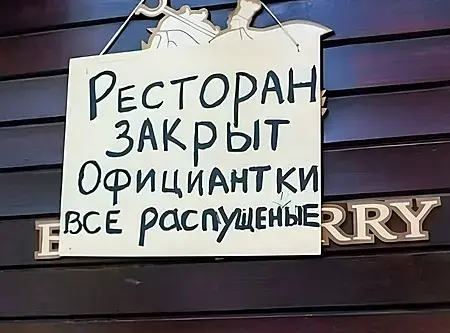 РЕСТОРАН
ЗАКРЫТ
ОФИЦИАНТКИ
ВСЕ РАСПУЩЕНЫЕ
RRY